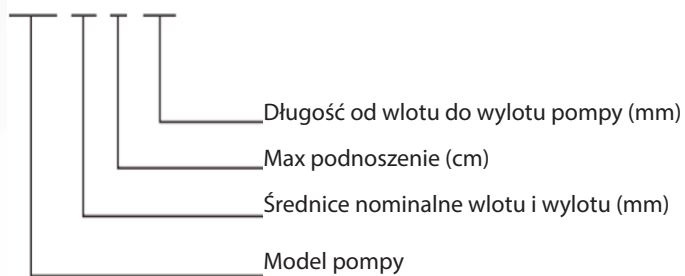 Długość od wlotu do wylotu pompy (mm)
Max podnoszenie (cm)
Średnice nominalne wlotu i wylotu (mm)
Model pompy